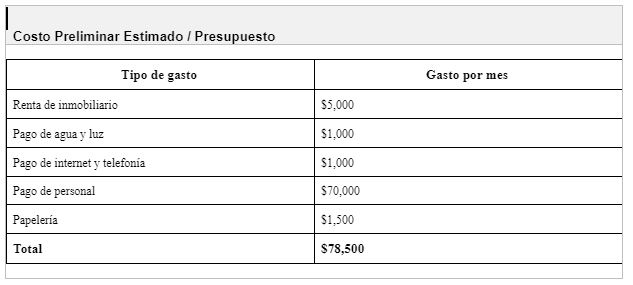 Costo Preliminar Estimado / Presupuesto
Tipo de gasto Gasto por mes
Renta de inmobiliario $5,000
Pago de agua y luz $1,000
Pago de internet y telefonía $1,000
Pago de personal $70,000
Papelería $1,500
Total $78,500